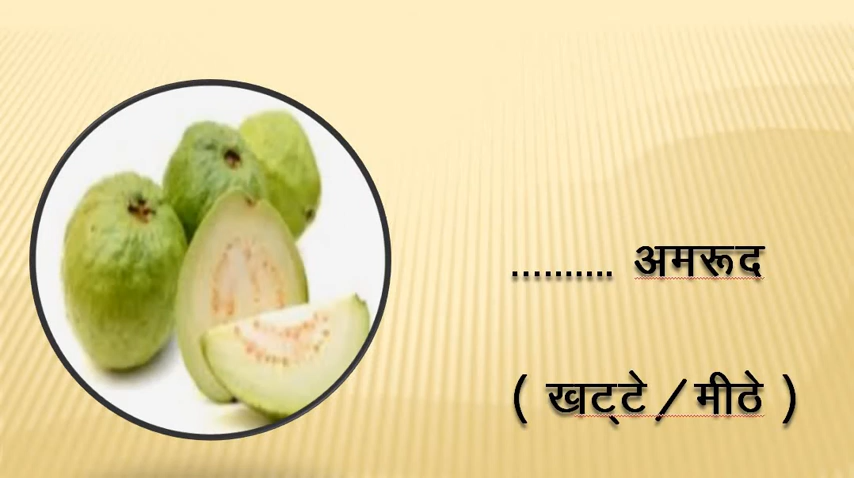 .......... अमरूद
( खट्टे / मीठे )